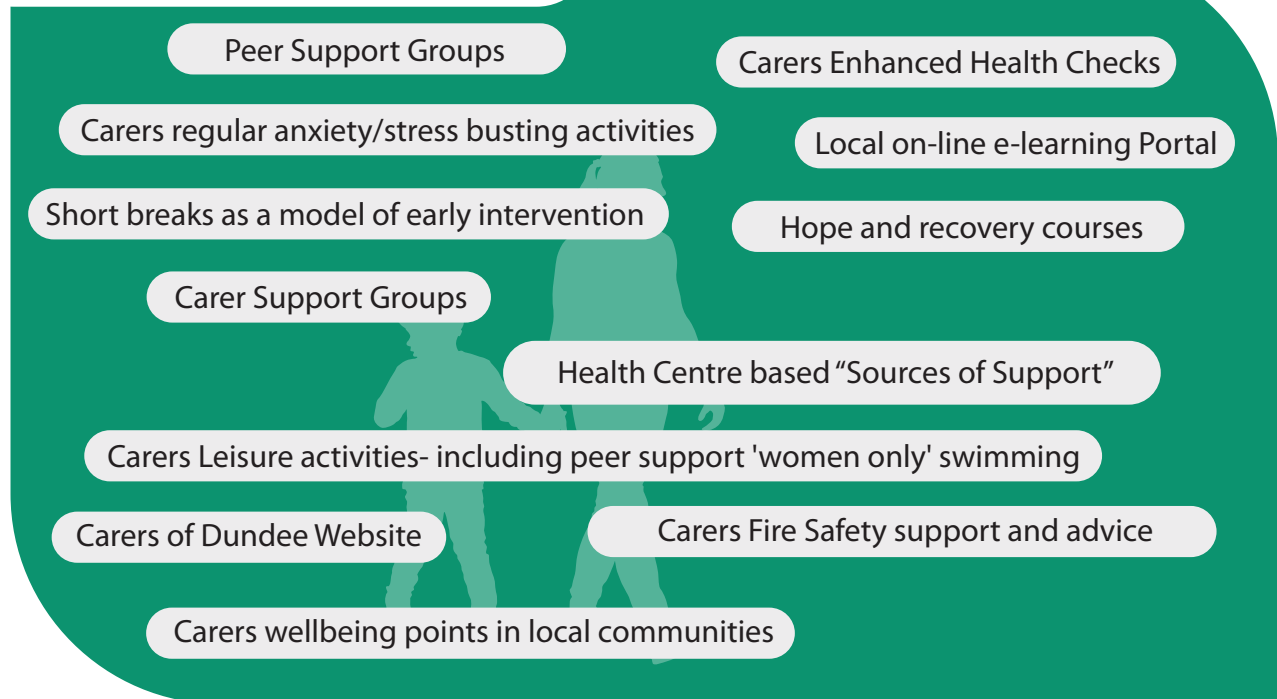 Peer Support Groups
Carers Enhanced Health Checks
Carers regular anxiety/stress busting activities
Local on-line e-learning Portal
Short breaks as a model of early intervention
Hope and recovery courses
Carer Support Groups
Health Centre based “Sources of Support”
Carers Leisure activities- including peer support 'women only' swimming
Carers of Dundee Website
Carers Fire Safety support and advice
Carers wellbeing points in local communities